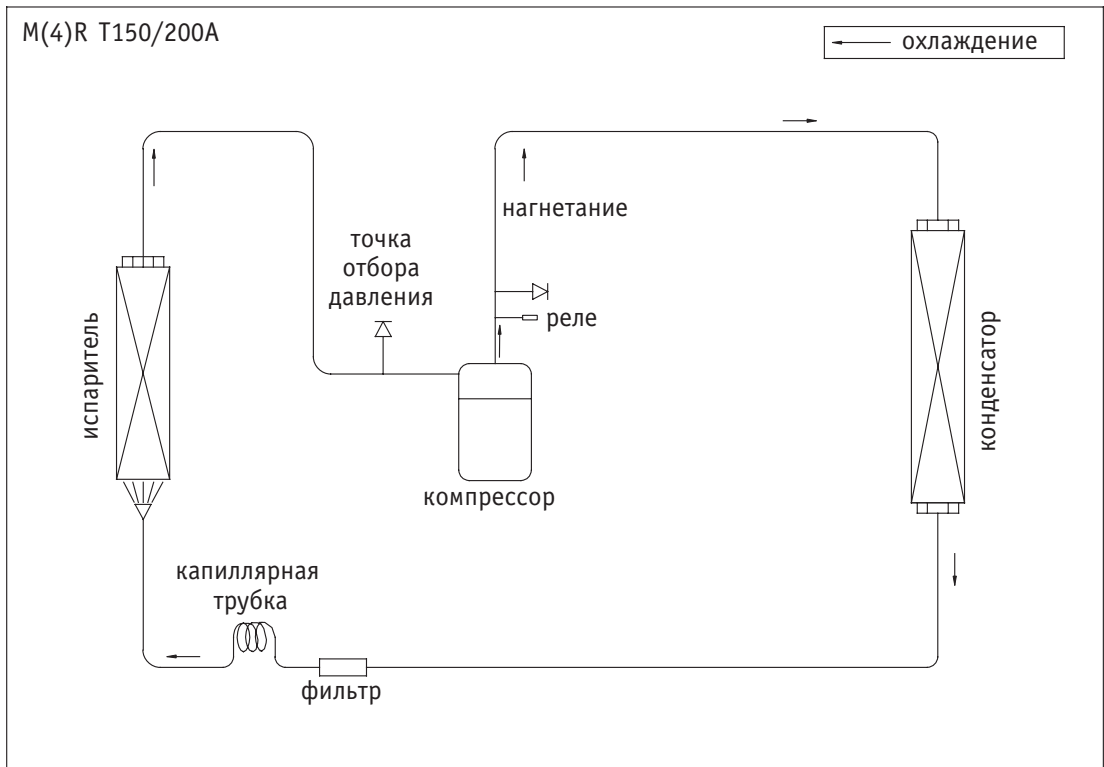 M(4)R T150/200A
охлаждение
нагнетание
точка
отбора
давления
реле
испаритель
конденсатор
компрессор
капиллярная
трубка
фильтр